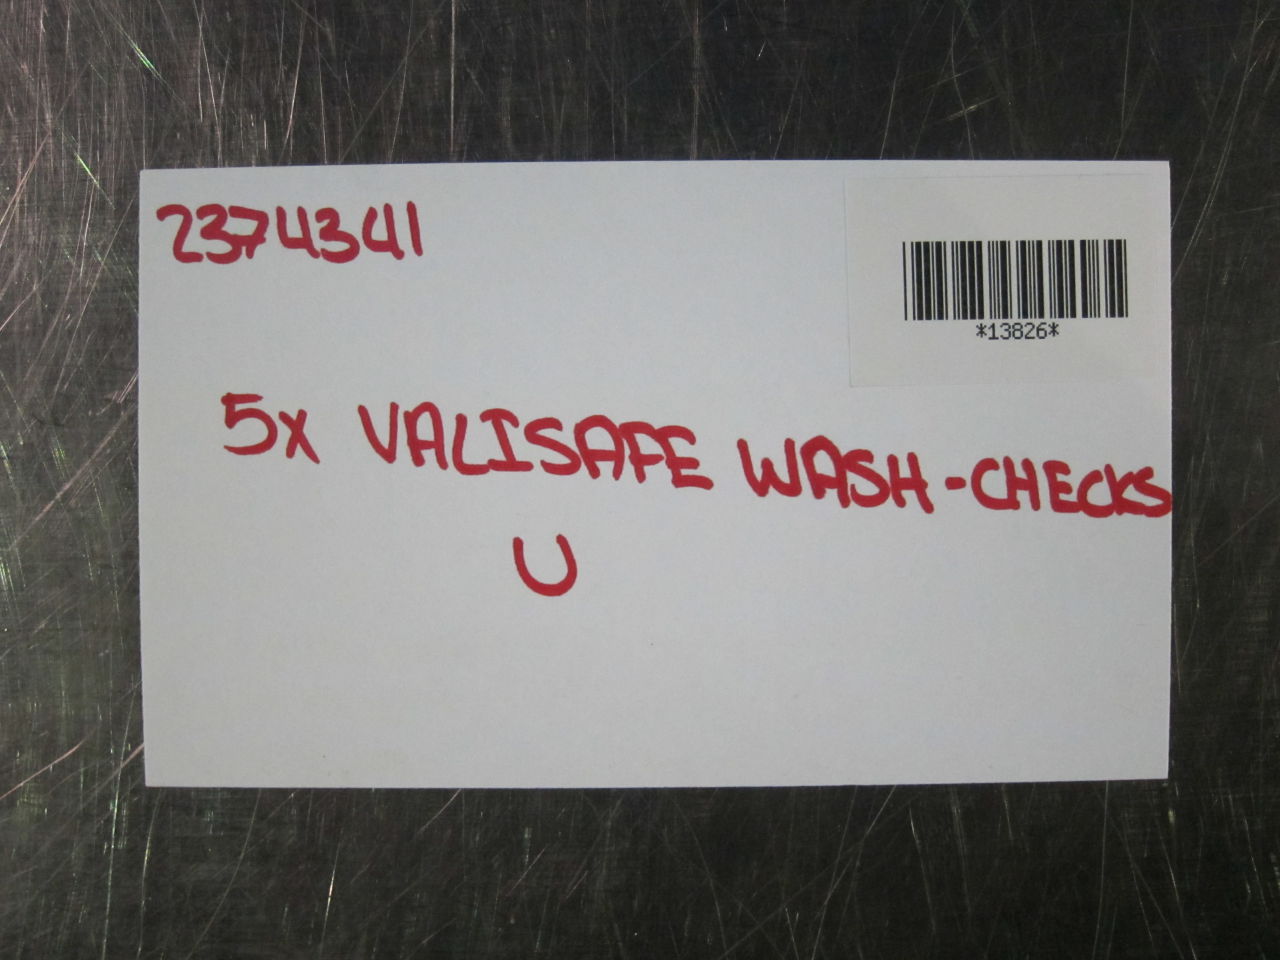 2374341
*13826*
5x VALISAFE WASH-CHECKS
U